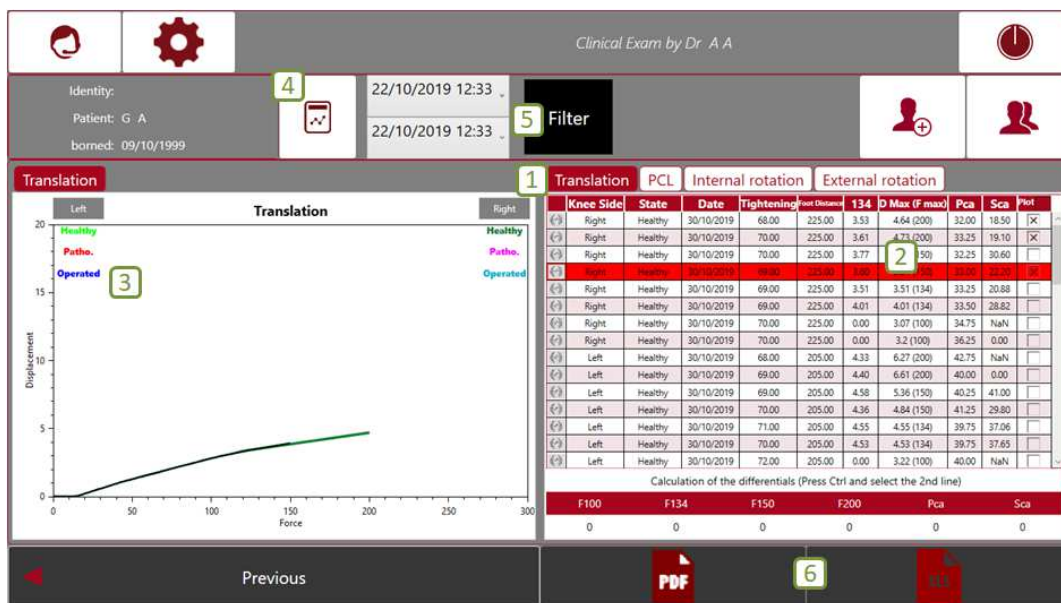 Clinical Exam by Dr A A
4
Identity:
Patient: G A
borned: 09/10/1999
22/10/2019 12:33
22/10/2019 12:33
5
Filter
Translation
1
Translation PCL Internal rotation External rotation
Left Translation Right
Healthy Healthy
Patho. Patho.
Operated Operated
3
20
15
10
5
0
Displacement
0 50 100 150 200 250 300
Force
Knee Side State Date Tightening Foot Distance 134 D Max (F max) Pca Sca Plot
Right Healthy 30/10/2019 68.00 225.00 3.53 4.64 (200) 32.00 18.50
Right Healthy 30/10/2019 70.00 225.00 3.61 4.73 (200) 33.25 19.10
Right Healthy 30/10/2019 70.00 225.00 3.77 50) 32.25 30.60
2
Right Healthy 30/10/2019 69.00 225.00 33.00 22.20
Right Healthy 30/10/2019 69.00 225.00 3.51 3.51 (134) 33.25 20.88
Right Healthy 30/10/2019 69.00 225.00 4.01 4.01 (134) 33.50 28.82
Right Healthy 30/10/2019 70.00 225.00 0.00 3.07 (100) 34.75 NaN
Right Healthy 30/10/2019 70.00 225.00 0.00 3.2 (100) 36.25 0.00
Left Healthy 30/10/2019 68.00 205.00 4.33 6.27 (200) 42.75 NaN
Left Healthy 30/10/2019 69.00 205.00 4.40 6.61 (200) 40.00 0.00
Left Healthy 30/10/2019 69.00 205.00 4.58 5.36 (150) 40.25 41.00
Left Healthy 30/10/2019 70.00 205.00 4.36 4.84 (150) 41.25 29.80
Left Healthy 30/10/2019 71.00 205.00 4.55 4.55 (134) 39.75 37.06
Left Healthy 30/10/2019 70.00 205.00 4.53 4.53 (134) 39.75 37.65
Left Healthy 30/10/2019 72.00 205.00 0.00 3.22 (100) 40.00 NaN
Calculation of the differentials (Press Ctrl and select the 2nd line)
F100 F134 F150 F200 Pca Sca
0 0 0 0 0 0
Previous
PDF
6
XLS